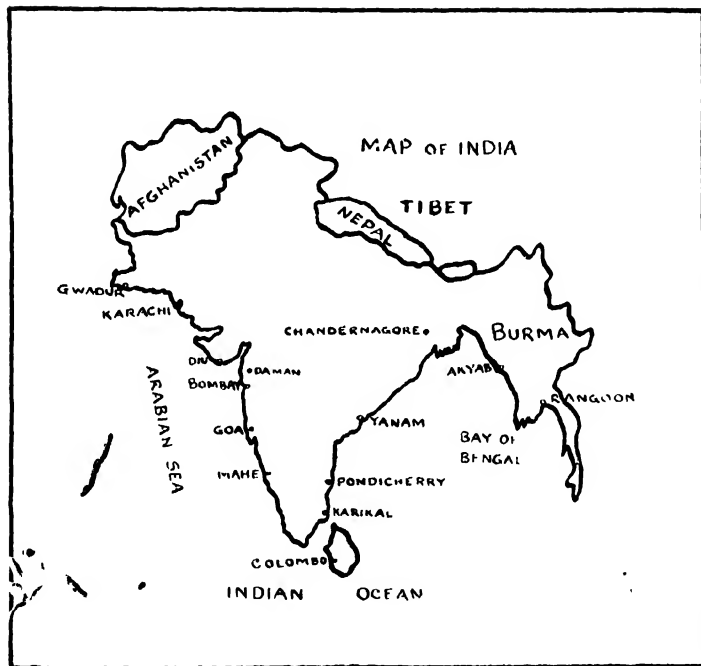 MAP OF INDIA
AFGHANISTAN
TIBET
NEPAL
GWADUR
KARACHI
CHANDERNAGORE
BURMA
DIU
DAMAN
AKYAB
BOMBAY
RANGOON
ARABIAN SEA
YANAM
GOA
BAY OF
BENGAL
MAHE
PONDICHERRY
KARIKAL
COLOMBO
INDIAN OCEAN